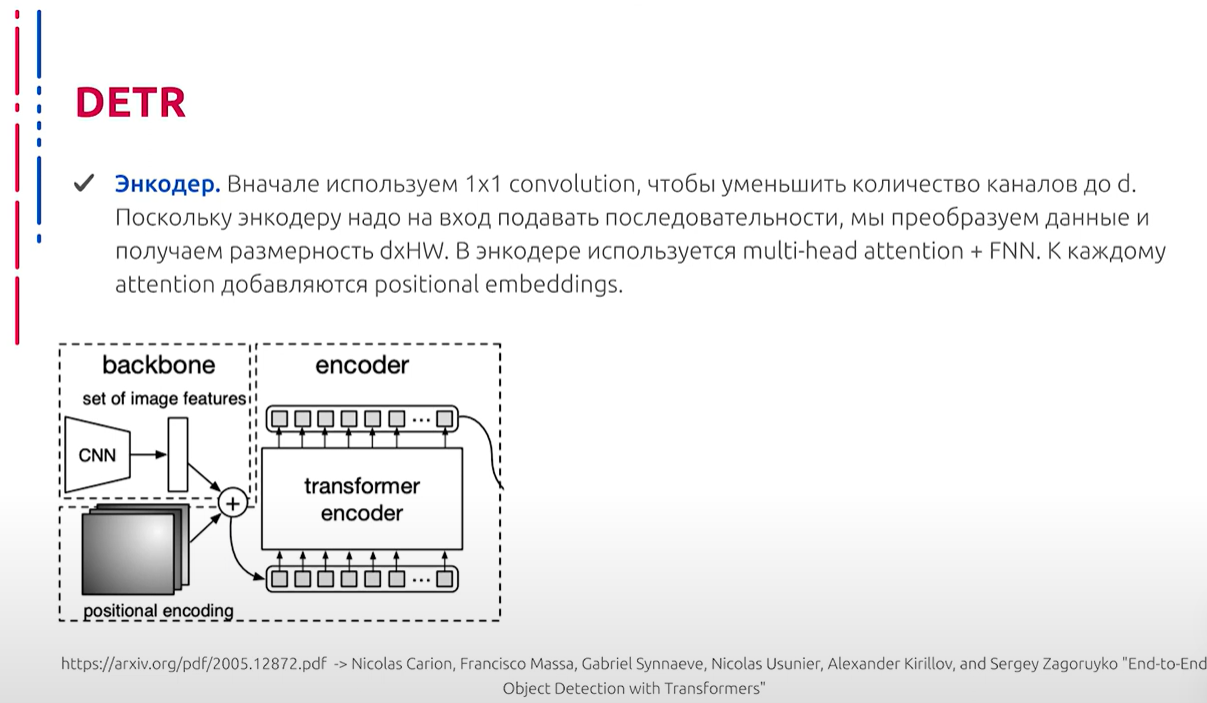 DETR
✓ Энкодер. Вначале используем 1x1 convolution, чтобы уменьшить количество каналов до d.
Поскольку энкодеру надо на вход подавать последовательности, мы преобразуем данные и
получаем размерность dxHW. В энкодере используется multi-head attention + FNN. К каждому
attention добавляются positional embeddings.
backbone
set of image features
CNN
+
positional encoding
encoder
...
transformer
encoder
...
https://arxiv.org/pdf/2005.12872.pdf -> Nicolas Carion, Francisco Massa, Gabriel Synnaeve, Nicolas Usunier, Alexander Kirillov, and Sergey Zagoruyko "End-to-End
Object Detection with Transformers"